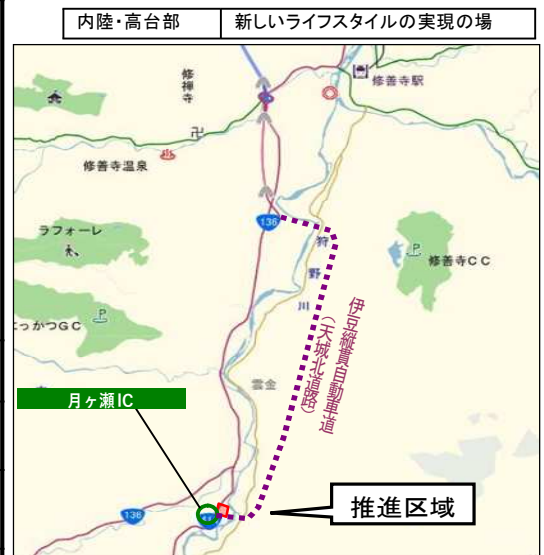 内陸・高台部 新しいライフスタイルの実現の場
修善寺駅
修禅寺
修善寺温泉
136
ラフォーレ
狩野川
修善寺CC
伊豆縦貫自動車道
(天城北道路)
にっかつGC
雲金
月ヶ瀬IC
136
推進区域